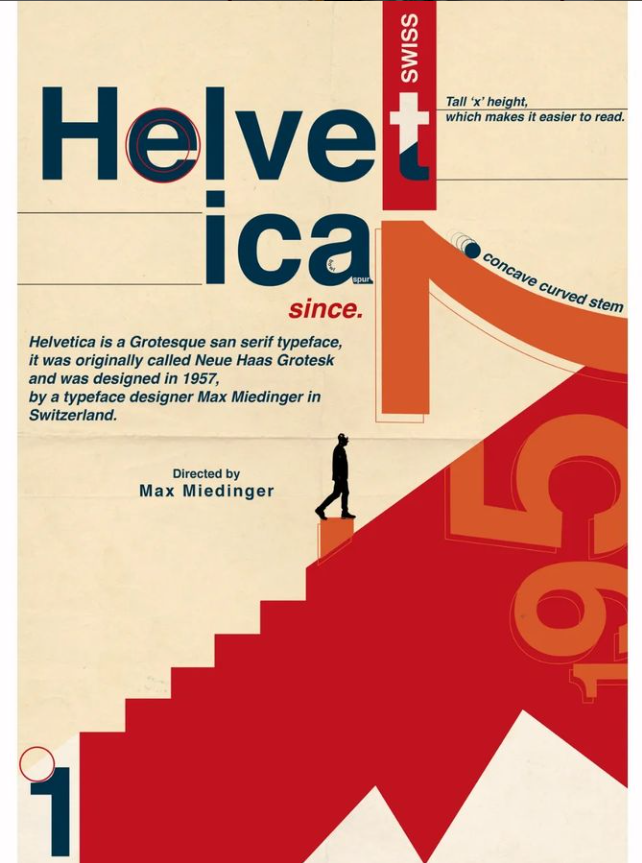 SWISS
Helvet
ica
spur
Tall ‘x’ height,
which makes it easier to read.
concave curved stem
since.
Helvetica is a Grotesque san serif typeface,
it was originally called Neue Haas Grotesk
and was designed in 1957,
by a typeface designer Max Miedinger in
Switzerland.
Directed by
Max Miedinger
1957
1